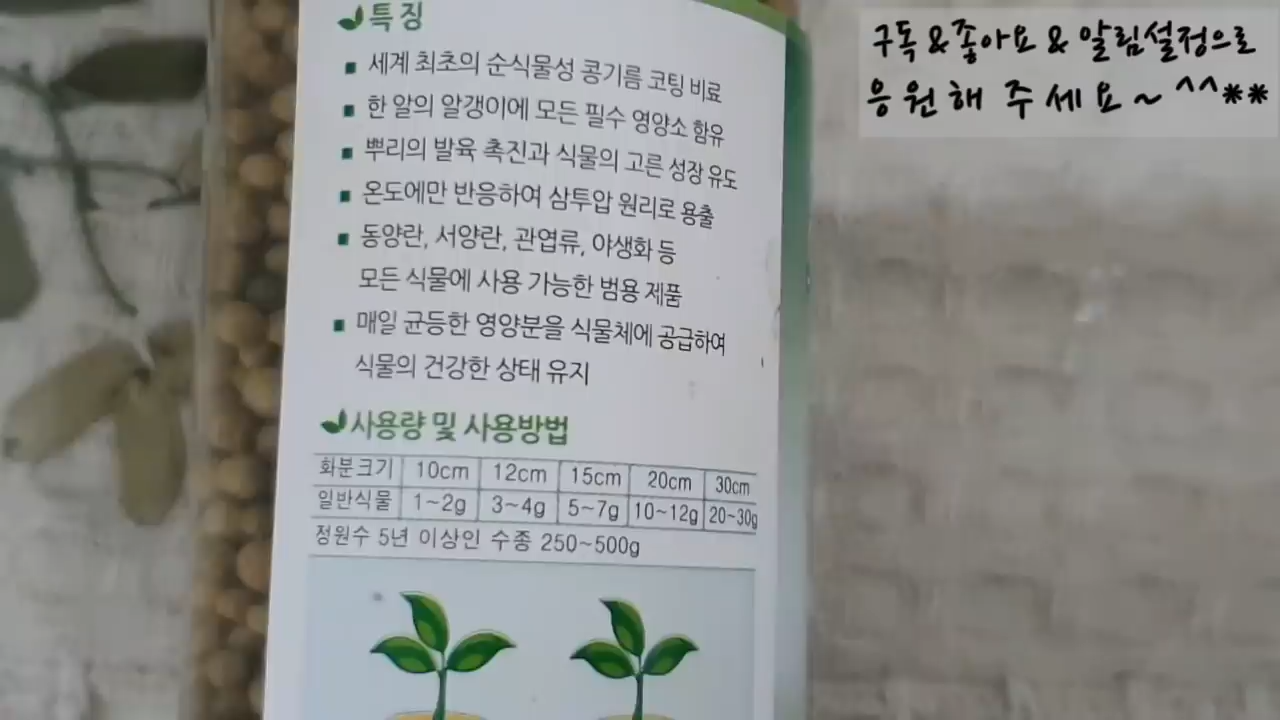 구독&좋아요&알림설정으로
응원해 주세요~^^**
특징
■ 세계 최초의 순식물성 콩기름 코팅 비료
■ 한 알의 알갱이에 모든 필수 영양소 함유
■ 뿌리의 발육 촉진과 식물의 고른 성장 유도
■ 온도에만 반응하여 삼투압 원리로 용출
■ 동양란, 서양란, 관엽류, 야생화 등
모든 식물에 사용 가능한 범용 제품
■ 매일 균등한 영양분을 식물체에 공급하여
식물의 건강한 상태 유지
사용량 및 사용방법
화분크기 10cm 12cm 15cm 20cm 30cm
일반식물 1~2g 3~4g 5~7g 10~12g 20~30g
정원수 5년 이상인 수종 250~500g